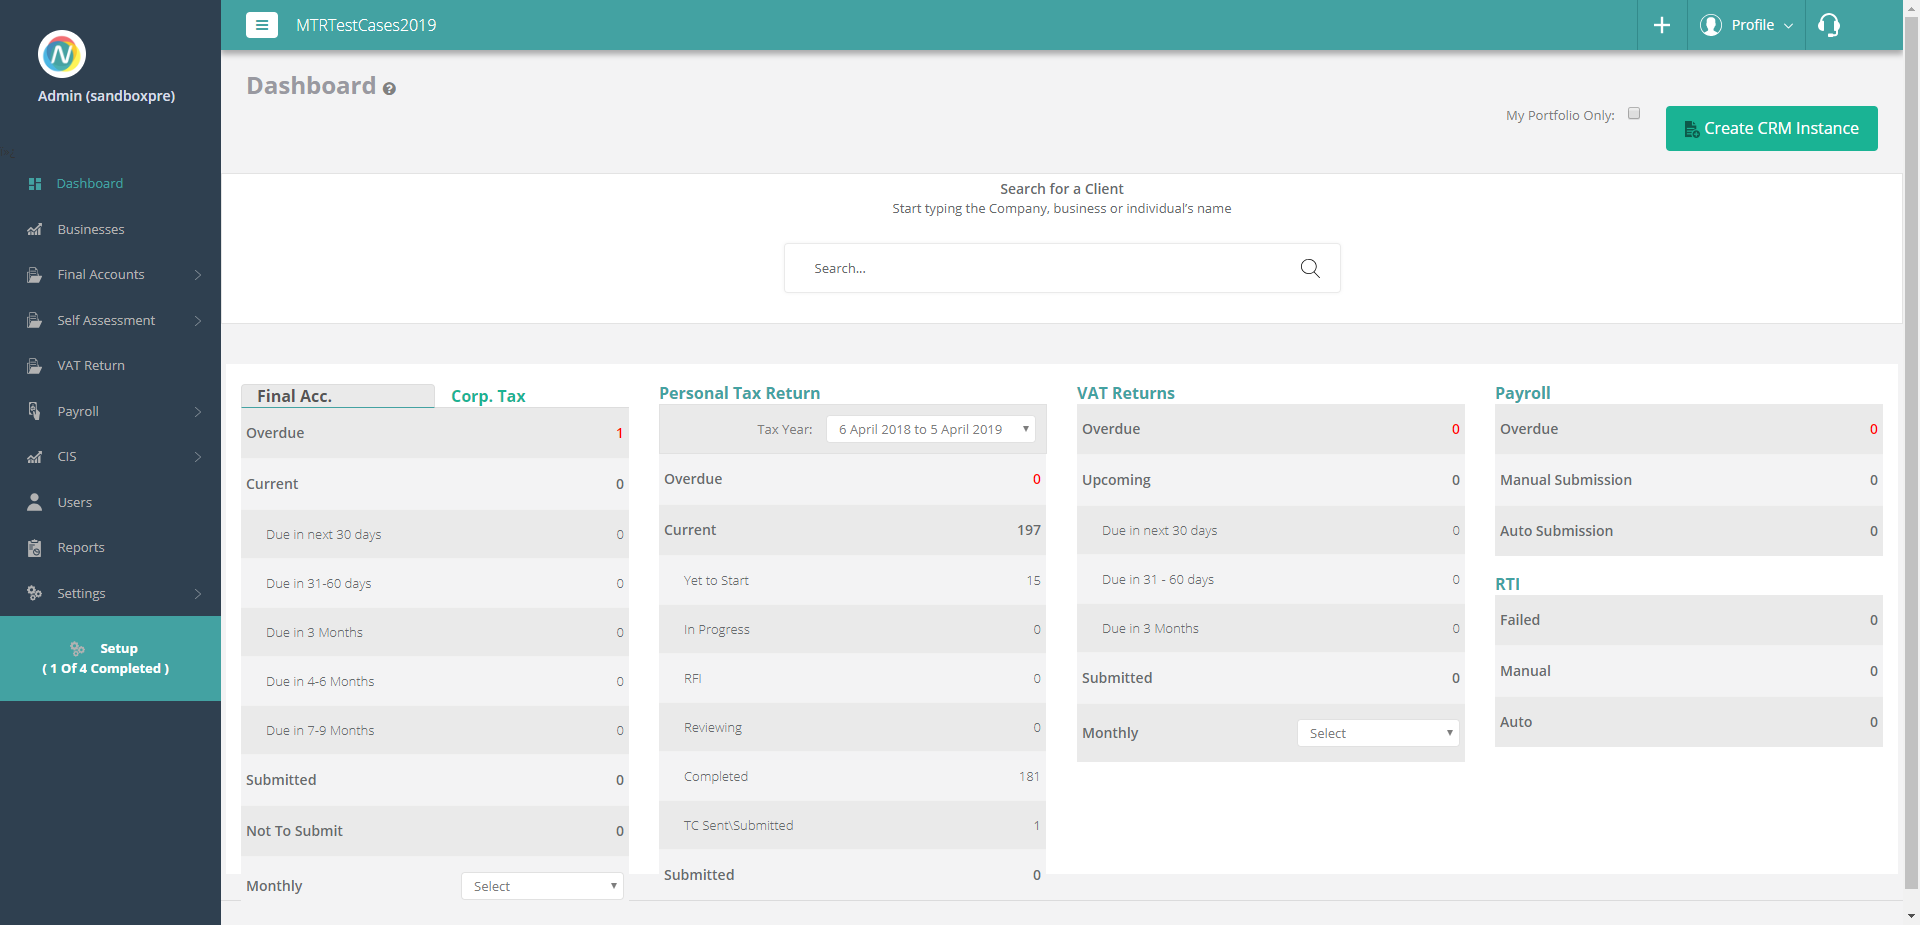 MTRTestCases2019
Profile
N
Admin (sandboxpre)
Dashboard
Businesses
Final Accounts
Self Assessment
VAT Return
Payroll
CIS
Users
Reports
Settings
Setup
( 1 Of 4 Completed )
Dashboard ?
My Portfolio Only:
Create CRM Instance
Search for a Client
Start typing the Company, business or individual's name
Search...
Final Acc. Corp. Tax
Overdue 1
Current 0
Due in next 30 days 0
Due in 31-60 days 0
Due in 3 Months 0
Due in 4-6 Months 0
Due in 7-9 Months 0
Submitted 0
Not To Submit 0
Monthly Select
Personal Tax Return
Tax Year: 6 April 2018 to 5 April 2019
Overdue 0
Current 197
Yet to Start 15
In Progress 0
RFI 0
Reviewing 0
Completed 181
TC Sent\Submitted 1
Submitted 0
VAT Returns
Overdue 0
Upcoming 0
Due in next 30 days 0
Due in 31 - 60 days 0
Due in 3 Months 0
Submitted 0
Monthly Select
Payroll
Overdue 0
Manual Submission 0
Auto Submission 0
RTI
Failed 0
Manual 0
Auto 0